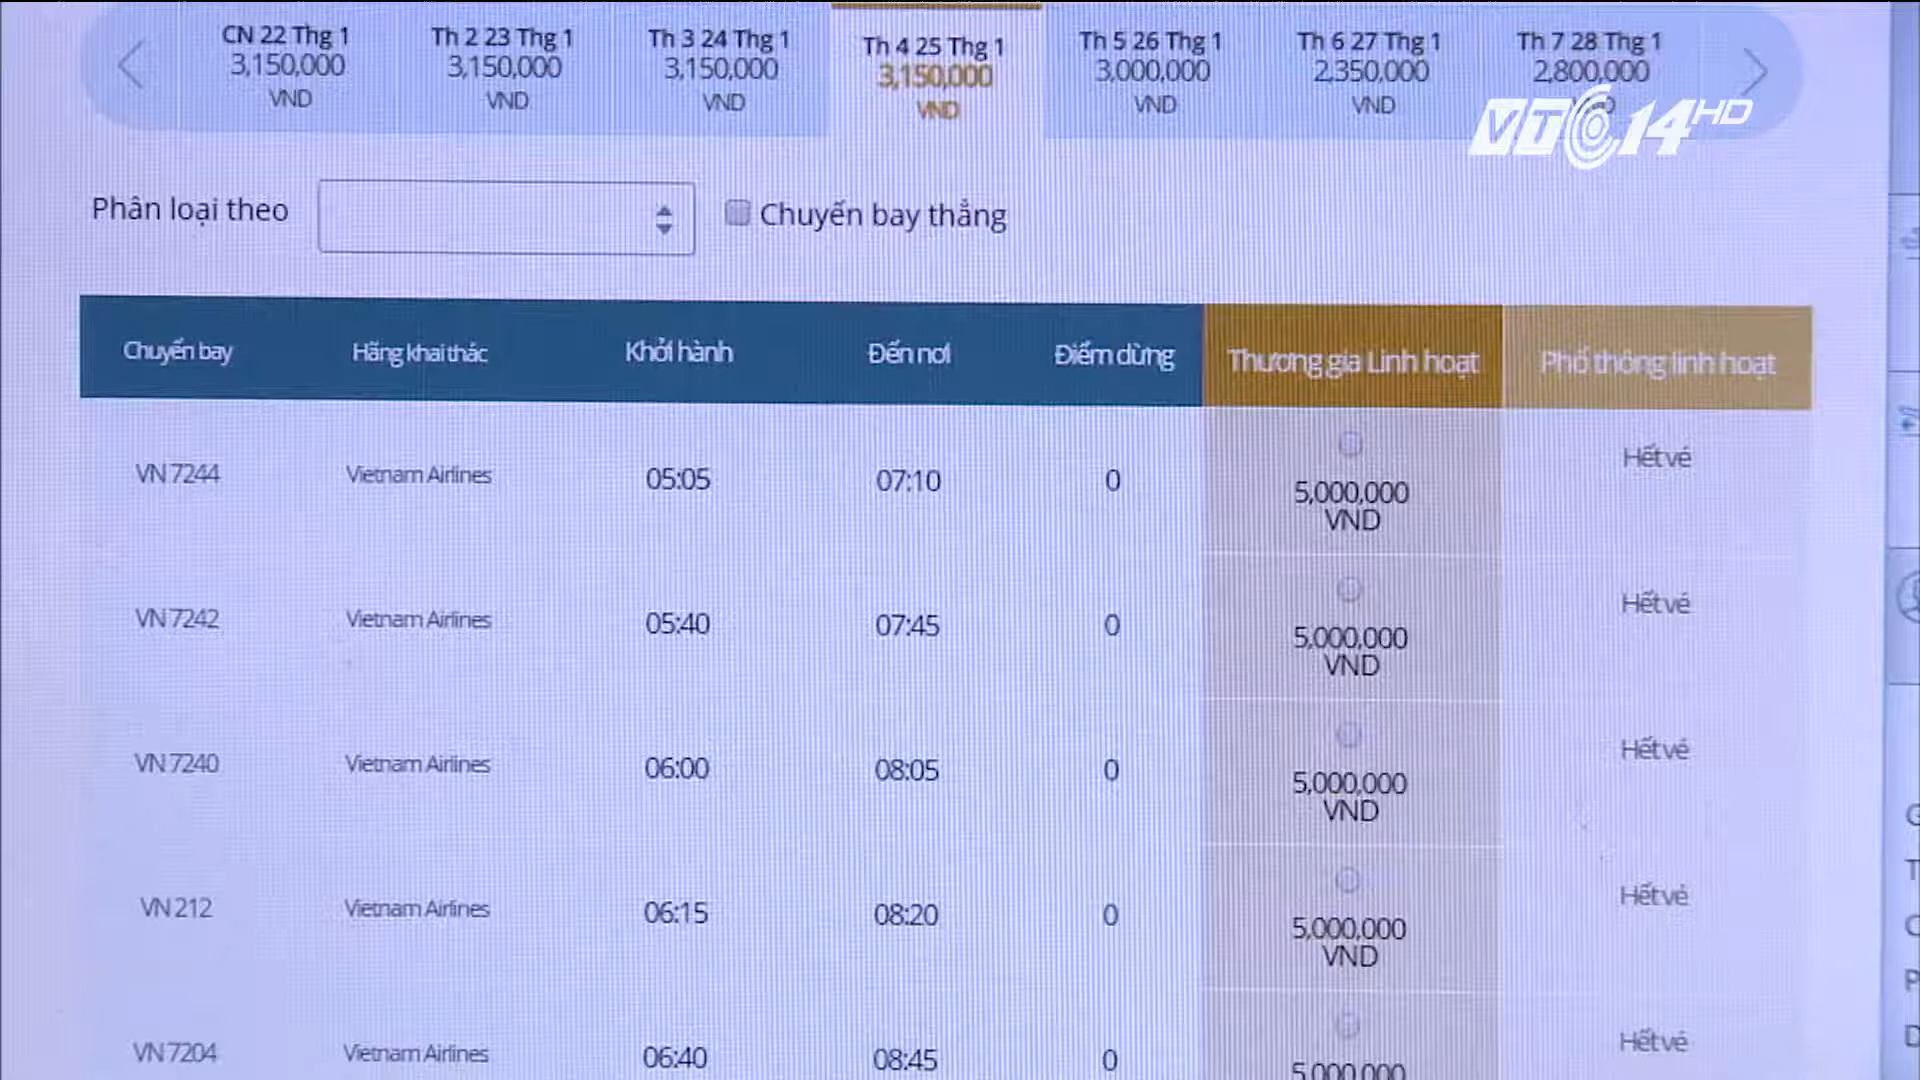 CN 22 Thg 1 Th 2 23 Thg 1 Th 3 24 Thg 1 Th 4 25 Thg 1 Th 5 26 Thg 1 Th 6 27 Thg 1 Th 7 28 Thg 1
3,150,000 3,150,000 3,150,000 3,150,000 3,000,000 2,350,000 2,800,000
VND VND VND VND VND VND
VTC14 HD
Phân loại theo Chuyến bay thẳng
Chuyến bay Hãng khai thác Khởi hành Đến nơi Điểm dừng Thương gia Linh hoạt Phổ thông linh hoạt
VN 7244 Vietnam Airlines 05:05 07:10 0 5,000,000 Hết vé
VND
VN 7242 Vietnam Airlines 05:40 07:45 0 5,000,000 Hết vé
VND
VN 7240 Vietnam Airlines 06:00 08:05 0 5,000,000 Hết vé
VND
VN 212 Vietnam Airlines 06:15 08:20 0 5,000,000 Hết vé
VND
VN 7204 Vietnam Airlines 06:40 08:45 0 5,000,000 Hết vé